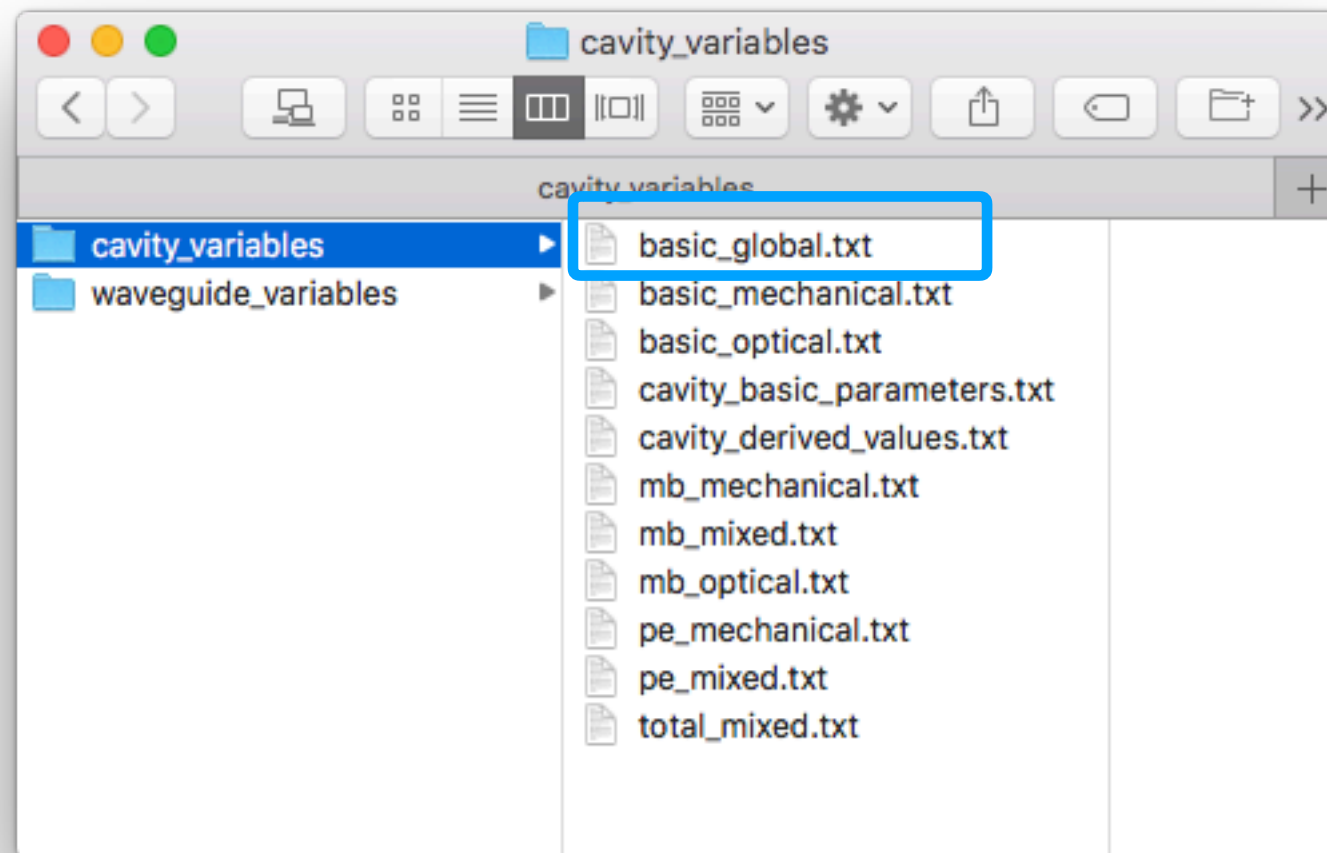 cavity_variables
cavity_variables
cavity_variables
waveguide_variables
basic_global.txt
basic_mechanical.txt
basic_optical.txt
cavity_basic_parameters.txt
cavity_derived_values.txt
mb_mechanical.txt
mb_mixed.txt
mb_optical.txt
pe_mechanical.txt
pe_mixed.txt
total_mixed.txt